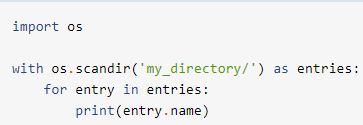 import os
with os.scandir('my_directory/') as entries:
    for entry in entries:
        print(entry.name)